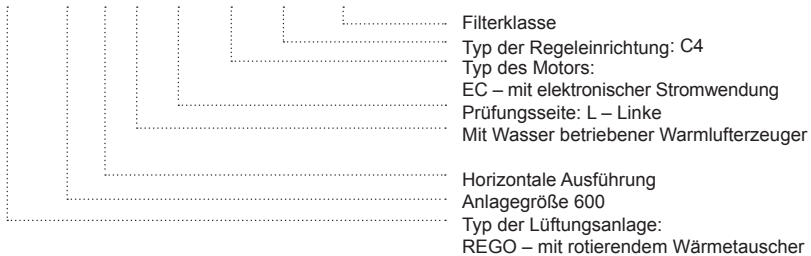 Filterklasse
Typ der Regeleinrichtung: C4
Typ des Motors:
EC – mit elektronischer Stromwendung
Prüfungsseite: L – Linke
Mit Wasser betriebener Warmlufterzeuger
Horizontale Ausführung
Anlagegröße 600
Typ der Lüftungsanlage:
REGO – mit rotierendem Wärmetauscher